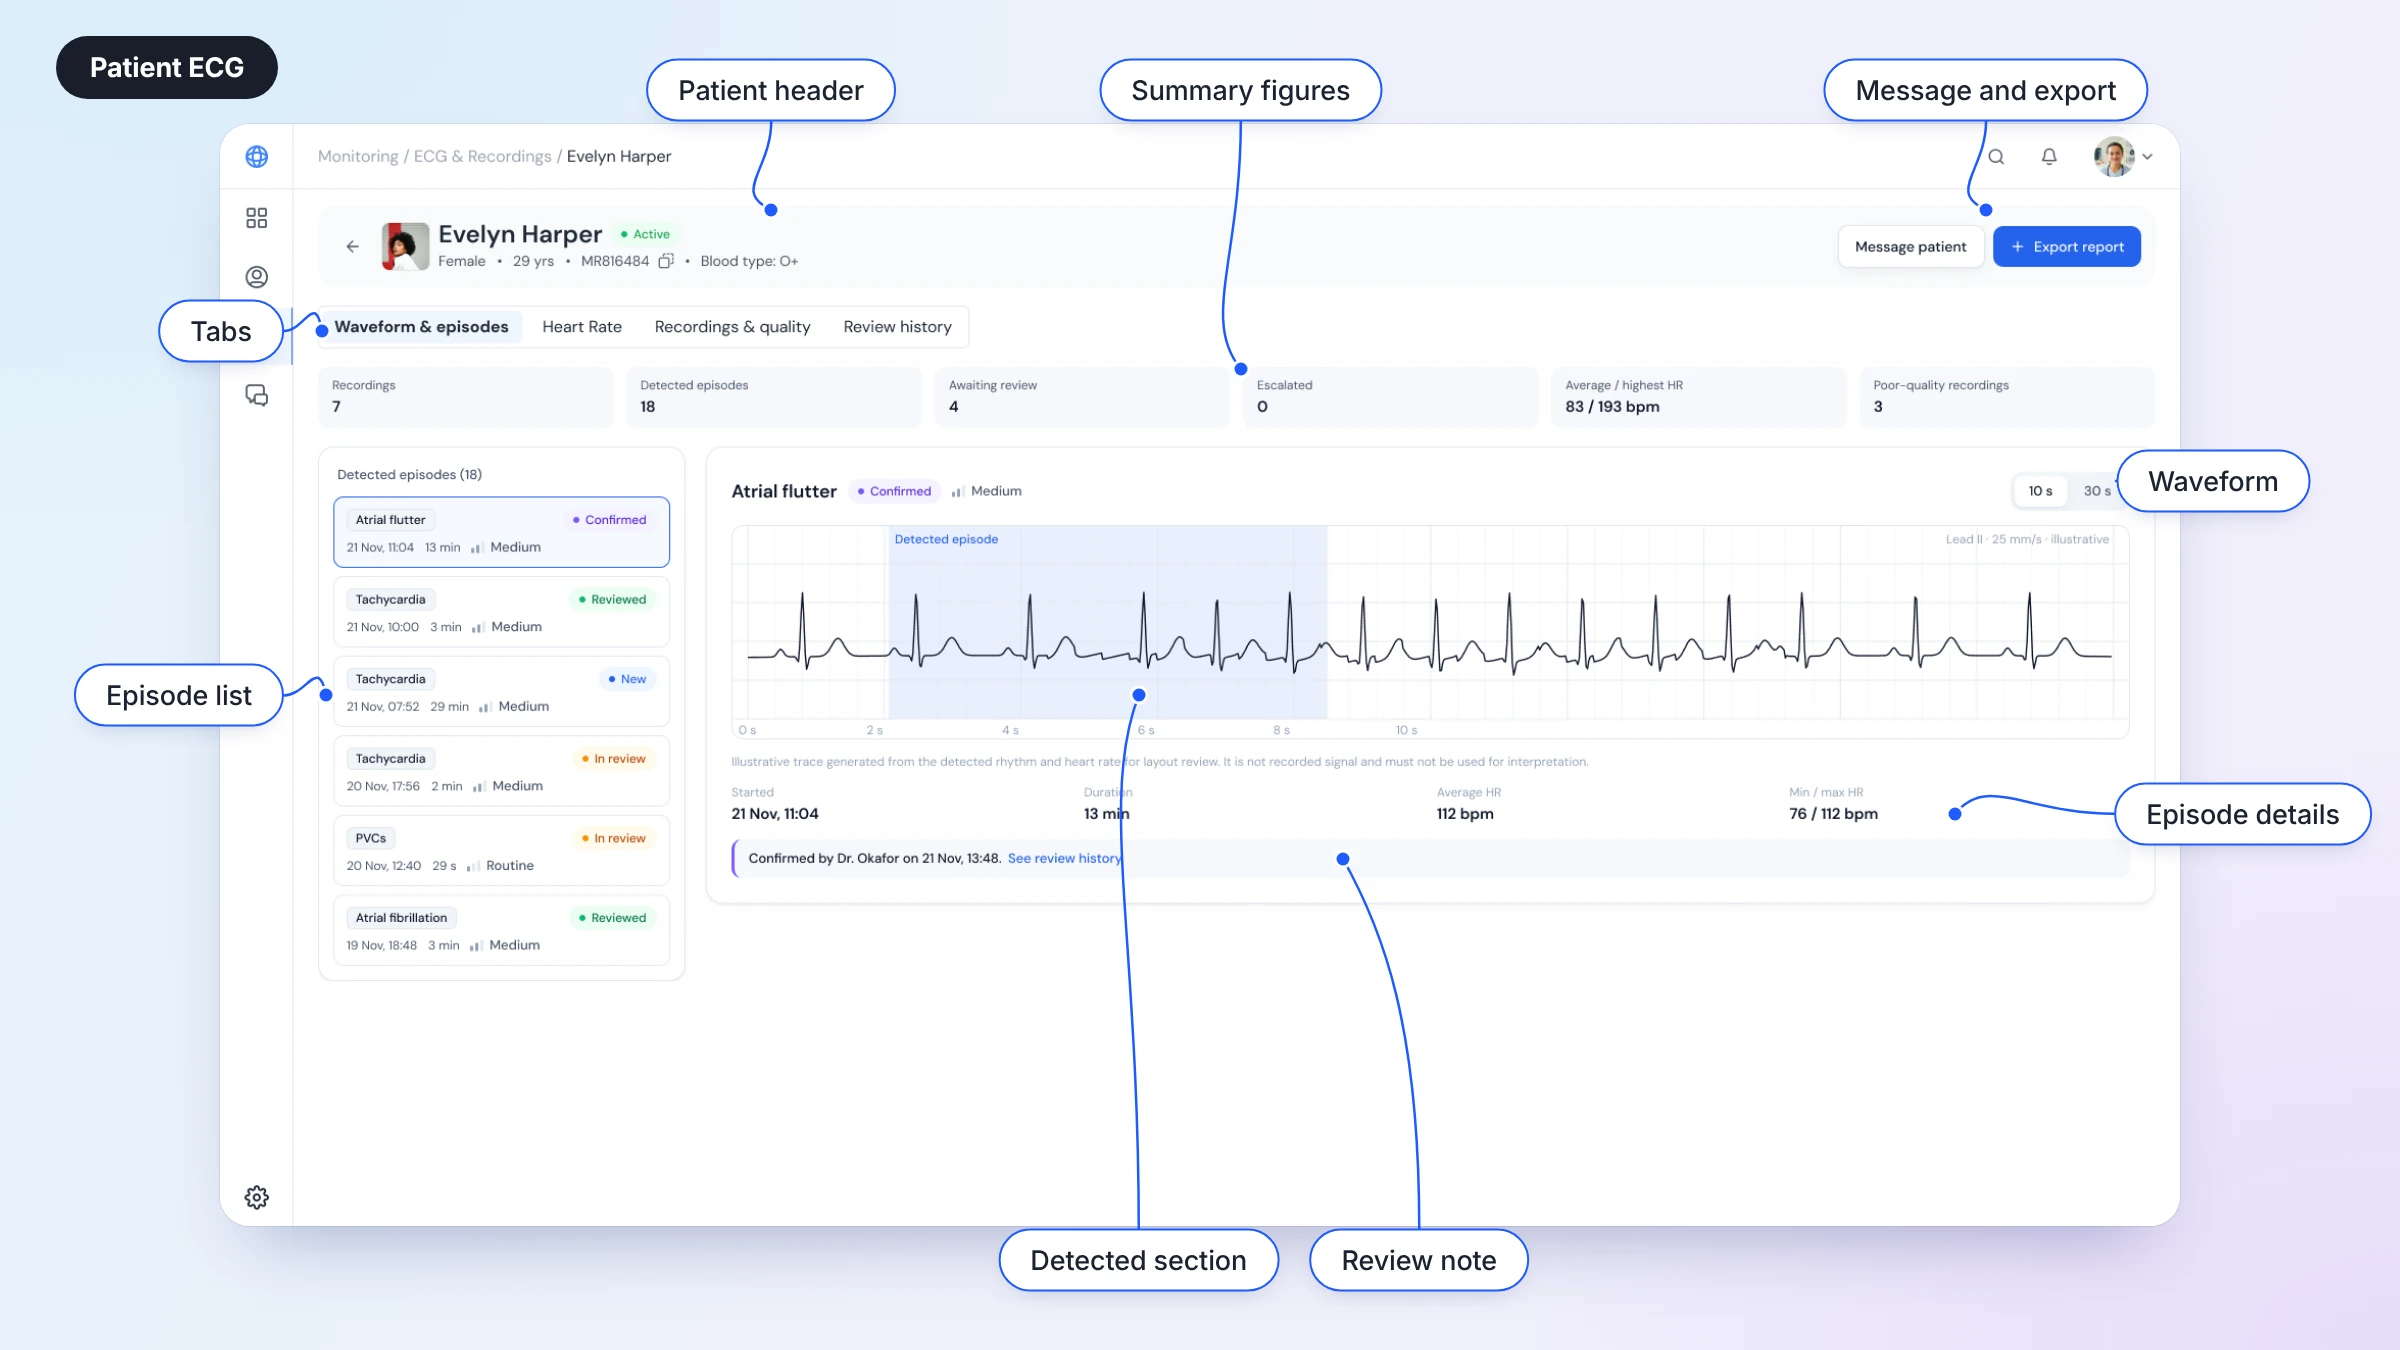 Patient ECG
Patient header
Summary figures
Message and export
Monitoring / ECG & Recordings / Evelyn Harper
Evelyn Harper
Active
Female • 29 yrs • MR816484 • Blood type: O+
Message patient
+ Export report
Tabs
Waveform & episodes
Heart Rate
Recordings & quality
Review history
Recordings
7
Detected episodes
18
Awaiting review
4
Escalated
0
Average / highest HR
83 / 193 bpm
Poor-quality recordings
3
Detected episodes (18)
Atrial flutter
Confirmed
21 Nov, 11:04 13 min Medium
Tachycardia
Reviewed
21 Nov, 10:00 3 min Medium
Episode list
Tachycardia
New
21 Nov, 07:52 29 min Medium
Tachycardia
In review
20 Nov, 17:56 2 min Medium
PVCs
In review
20 Nov, 12:40 29 s Routine
Atrial fibrillation
Reviewed
19 Nov, 18:48 3 min Medium
Atrial flutter
Confirmed
Medium
10 s
30 s
Waveform
Detected episode
Lead II · 25 mm/s · illustrative
0 s
2 s
4 s
6 s
8 s
10 s
Illustrative trace generated from the detected rhythm and heart rate for layout review. It is not recorded signal and must not be used for interpretation.
Started
21 Nov, 11:04
Duration
13 min
Average HR
112 bpm
Min / max HR
76 / 112 bpm
Episode details
Confirmed by Dr. Okafor on 21 Nov, 13:48. See review history
Detected section
Review note